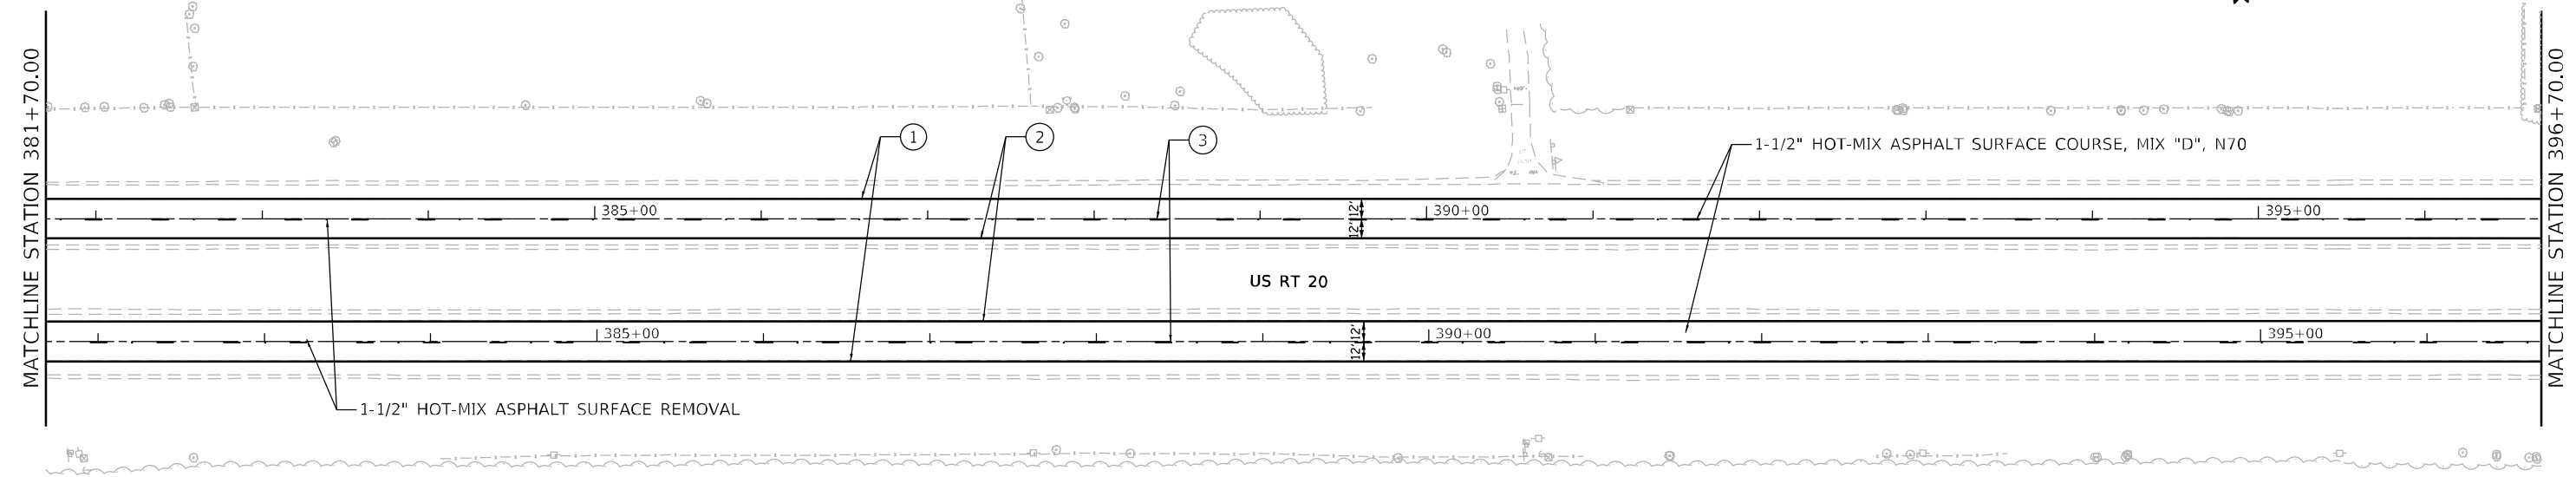 MATCHLINE STATION 381+70.00
MATCHLINE STATION 396+70.00
1
2
3
1-1/2" HOT-MIX ASPHALT SURFACE COURSE, MIX "D", N70
385+00
390+00
395+00
12'
12'
US RT 20
385+00
390+00
395+00
12'
12'
1-1/2" HOT-MIX ASPHALT SURFACE REMOVAL